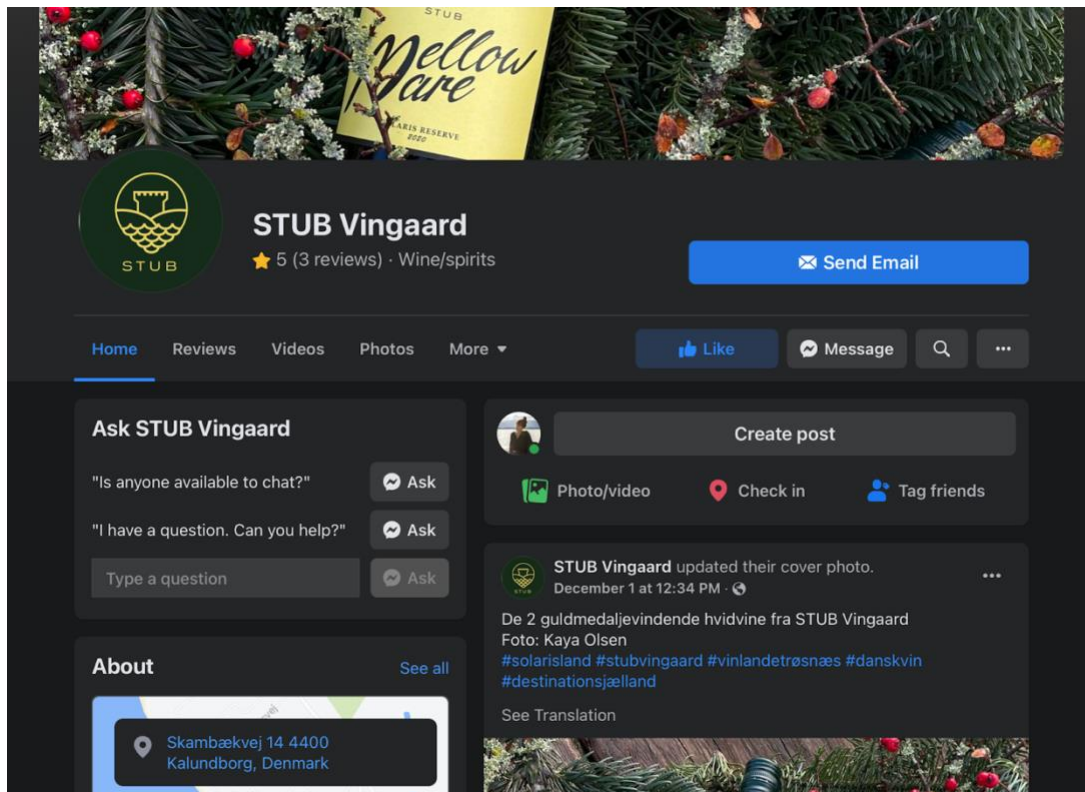 STUB
Mellow
Mare
SOLARIS RESERVE
2020
STUB
STUB Vingaard
5 (3 reviews) · Wine/spirits
Send Email
Home
Reviews
Videos
Photos
More
Like
Message
Ask STUB Vingaard
"Is anyone available to chat?"
Ask
"I have a question. Can you help?"
Ask
Type a question
Ask
About
See all
Skambækvej 14 4400
Kalundborg, Denmark
Create post
Photo/video
Check in
Tag friends
STUB
STUB Vingaard updated their cover photo.
December 1 at 12:34 PM ·
De 2 guldmedaljevindende hvidvine fra STUB Vingaard
Foto: Kaya Olsen
#solarisland #stubvingaard #vinlandetrøsnæs #danskvin
#destinationsjælland
See Translation